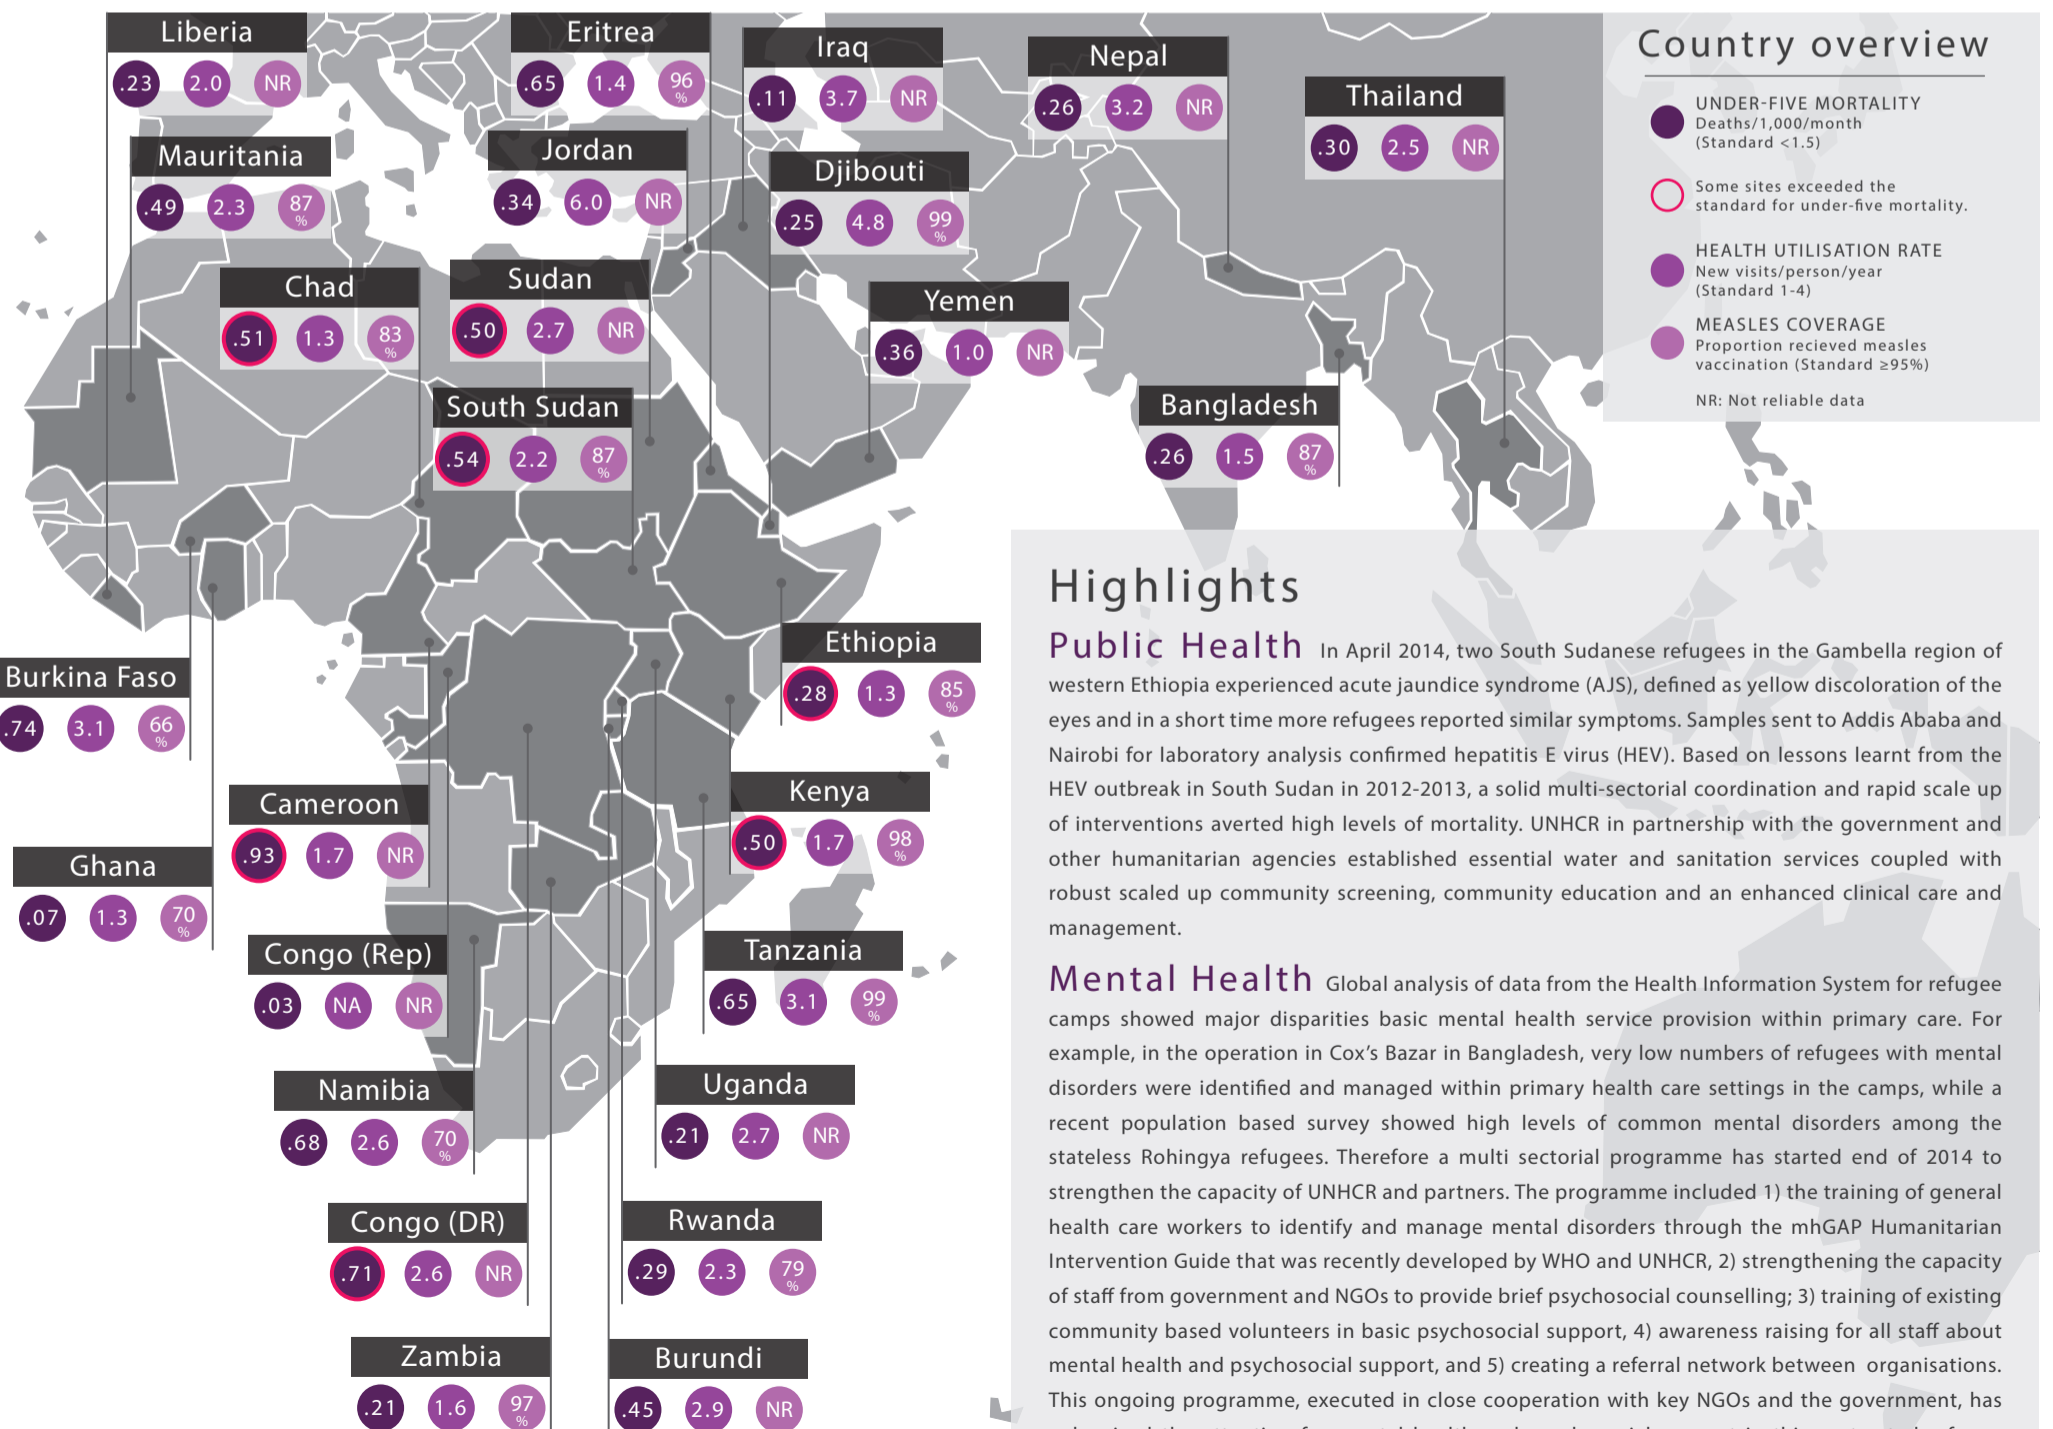 Liberia
.23 2.0 NR
Eritrea
.65 1.4 96 %
Iraq
.11 3.7 NR
Nepal
.26 3.2 NR
Thailand
.30 2.5 NR
Mauritania
.49 2.3 87 %
Jordan
.34 6.0 NR
Djibouti
.25 4.8 99 %
Chad
.51 1.3 83 %
Sudan
.50 2.7 NR
Yemen
.36 1.0 NR
South Sudan
.54 2.2 87 %
Bangladesh
.26 1.5 87 %
Burkina Faso
.74 3.1 66 %
Ethiopia
.28 1.3 85 %
Cameroon
.93 1.7 NR
Kenya
.50 1.7 98 %
Ghana
.07 1.3 70 %
Congo (Rep)
.03 NA NR
Tanzania
.65 3.1 99 %
Namibia
.68 2.6 70 %
Uganda
.21 2.7 NR
Congo (DR)
.71 2.6 NR
Rwanda
.29 2.3 79 %
Zambia
.21 1.6 97 %
Burundi
.45 2.9 NR
Country overview
UNDER-FIVE MORTALITY
Deaths/1,000/month
(Standard <1.5)
Some sites exceeded the
standard for under-five mortality.
HEALTH UTILISATION RATE
New visits/person/year
(Standard 1-4)
MEASLES COVERAGE
Proportion recieved measles
vaccination (Standard ≥95%)
NR: Not reliable data
Highlights
Public Health In April 2014, two South Sudanese refugees in the Gambella region of
western Ethiopia experienced acute jaundice syndrome (AJS), defined as yellow discoloration of the
eyes and in a short time more refugees reported similar symptoms. Samples sent to Addis Ababa and
Nairobi for laboratory analysis confirmed hepatitis E virus (HEV). Based on lessons learnt from the
HEV outbreak in South Sudan in 2012-2013, a solid multi-sectorial coordination and rapid scale up
of interventions averted high levels of mortality. UNHCR in partnership with the government and
other humanitarian agencies established essential water and sanitation services coupled with
robust scaled up community screening, community education and an enhanced clinical care and
management.
Mental Health Global analysis of data from the Health Information System for refugee
camps showed major disparities basic mental health service provision within primary care. For
example, in the operation in Cox's Bazar in Bangladesh, very low numbers of refugees with mental
disorders were identified and managed within primary health care settings in the camps, while a
recent population based survey showed high levels of common mental disorders among the
stateless Rohingya refugees. Therefore a multi sectorial programme has started end of 2014 to
strengthen the capacity of UNHCR and partners. The programme included 1) the training of general
health care workers to identify and manage mental disorders through the mhGAP Humanitarian
Intervention Guide that was recently developed by WHO and UNHCR, 2) strengthening the capacity
of staff from government and NGOs to provide brief psychosocial counselling; 3) training of existing
community based volunteers in basic psychosocial support, 4) awareness raising for all staff about
mental health and psychosocial support, and 5) creating a referral network between organisations.
This ongoing programme, executed in close cooperation with key NGOs and the government, has